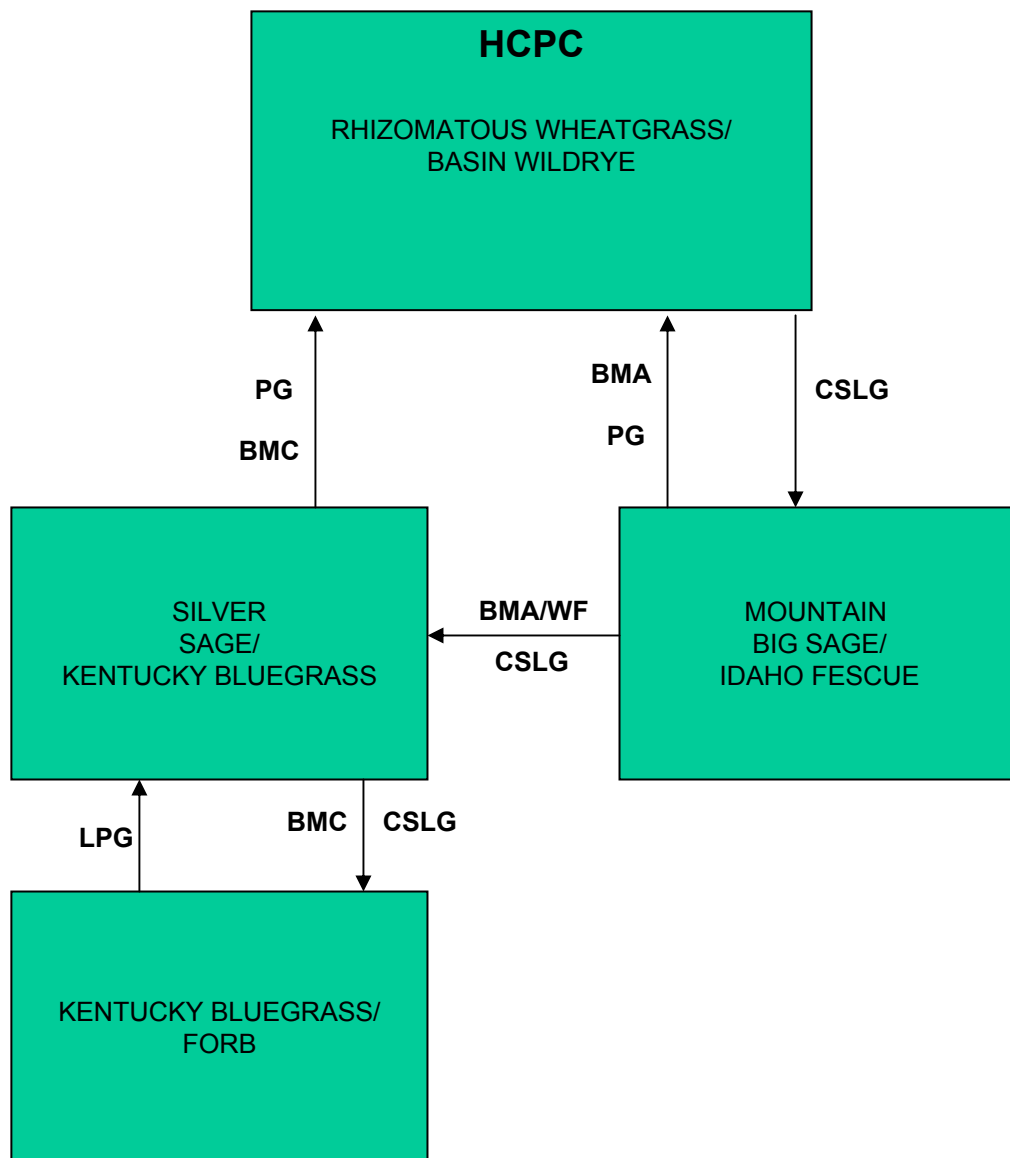 HCPC
RHIZOMATOUS WHEATGRASS/
BASIN WILDRYE
PG
BMC
BMA
PG
CSLG
SILVER
SAGE/
KENTUCKY BLUEGRASS
BMA/WF
CSLG
MOUNTAIN
BIG SAGE/
IDAHO FESCUE
LPG
BMC
CSLG
KENTUCKY BLUEGRASS/
FORB